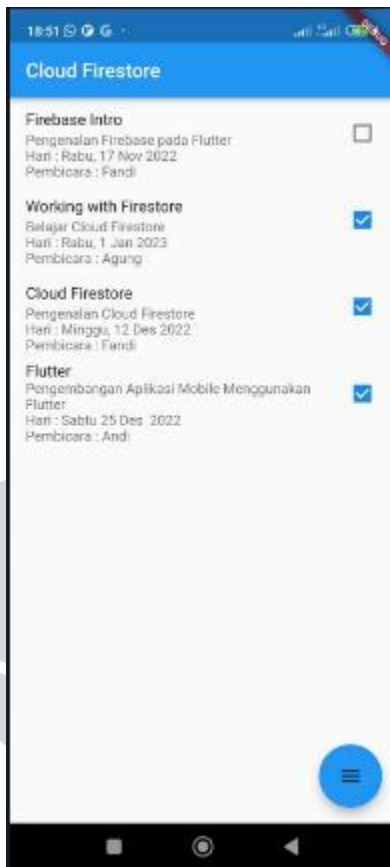 18:51
Cloud Firestore
Firebase Intro
Pengenalan Firebase pada Flutter
Hari : Rabu, 17 Nov 2022
Pembicara : Fandi
Working with Firestore
Belajar Cloud Firestore
Hari : Rabu, 1 Jan 2023
Pembicara : Agung
Cloud Firestore
Pengenalan Cloud Firestore
Hari : Minggu, 12 Des 2022
Pembicara : Fandi
Flutter
Pengembangan Aplikasi Mobile Menggunakan
Flutter
Hari : Sabtu 25 Des 2022
Pembicara : Andi